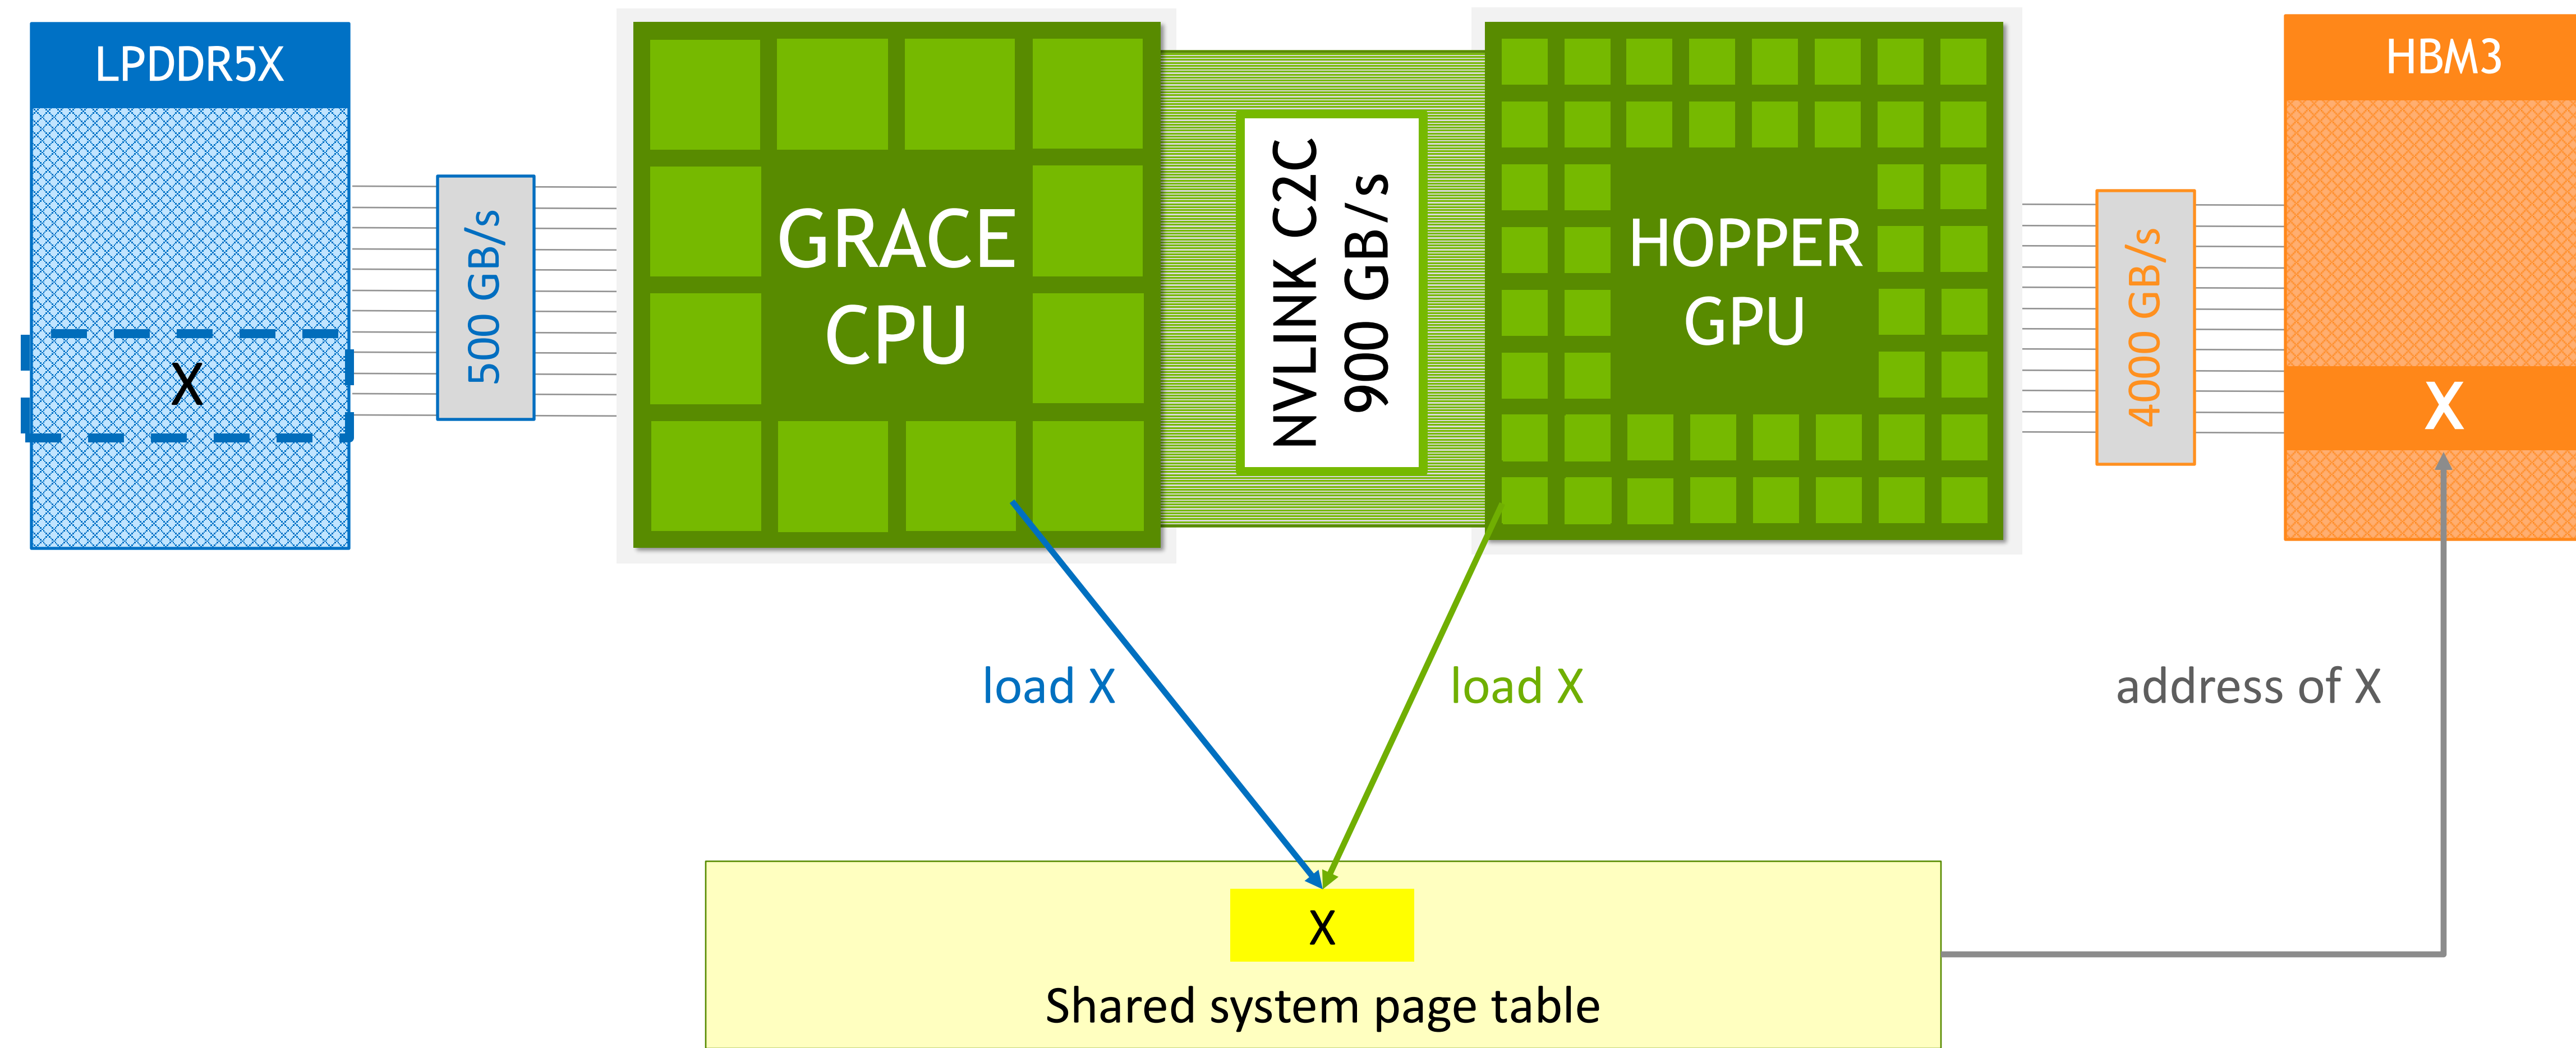 LPDDR5X
X
500 GB/s
GRACE
CPU
NVLINK C2C
900 GB/s
HOPPER
GPU
4000 GB/s
HBM3
X
load X
load X
address of X
X
Shared system page table